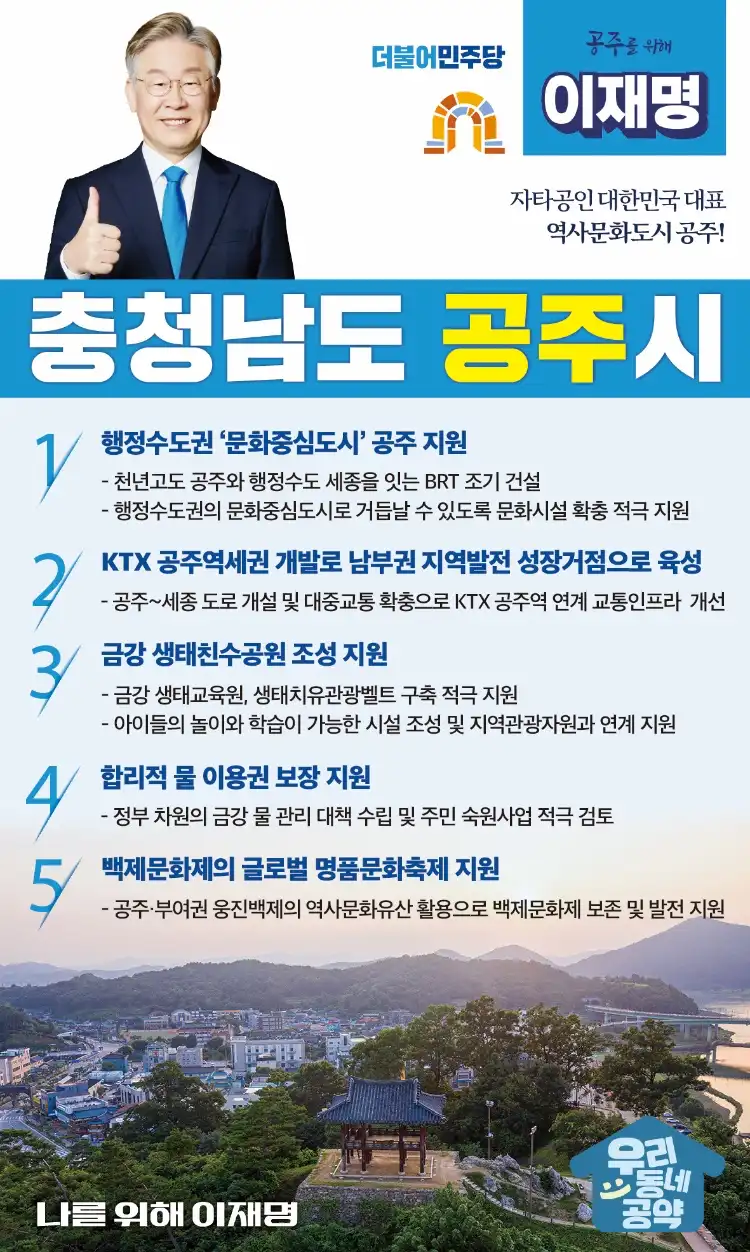 더불어민주당
공주를 위해
이재명
자타공인 대한민국 대표
역사문화도시 공주!
충청남도 공주시
1 행정수도권 ‘문화중심도시’ 공주 지원
- 천년고도 공주와 행정수도 세종을 잇는 BRT 조기 건설
- 행정수도권의 문화중심도시로 거듭날 수 있도록 문화시설 확충 적극 지원
2 KTX 공주역세권 개발로 남부권 지역발전 성장거점으로 육성
- 공주~세종 도로 개설 및 대중교통 확충으로 KTX 공주역 연계 교통인프라 개선
3 금강 생태친수공원 조성 지원
- 금강 생태교육원, 생태치유관광벨트 구축 적극 지원
- 아이들의 놀이와 학습이 가능한 시설 조성 및 지역관광자원과 연계 지원
4 합리적 물 이용권 보장 지원
- 정부 차원의 금강 물 관리 대책 수립 및 주민 숙원사업 적극 검토
5 백제문화제의 글로벌 명품문화축제 지원
- 공주·부여권 웅진백제의 역사문화유산 활용으로 백제문화제 보존 및 발전 지원
나를 위해 이재명
우리
동네
공약